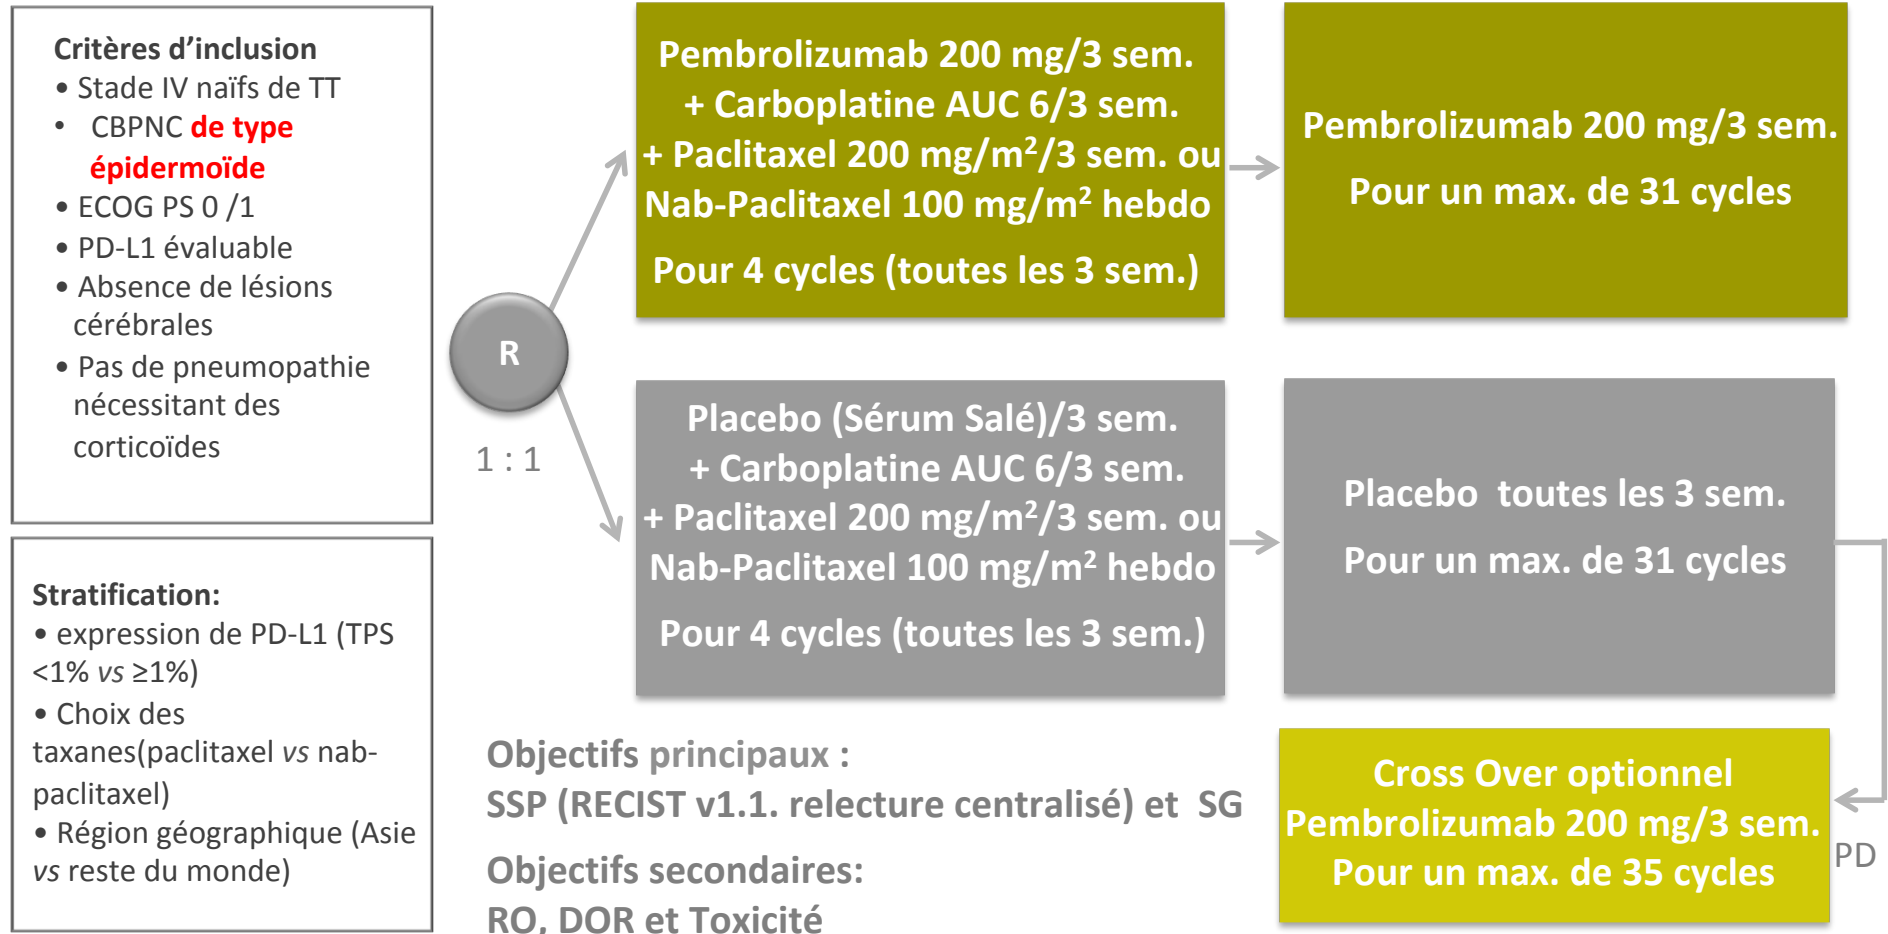 Critères d’inclusion
• Stade IV naïfs de TT
• CBPNC de type
épidermoïde
• ECOG PS 0 /1
• PD-L1 évaluable
• Absence de lésions
cérébrales
• Pas de pneumopathie
nécessitant des
corticoïdes
Stratification:
• expression de PD-L1 (TPS
<1% vs ≥1%)
• Choix des
taxanes(paclitaxel vs nab-
paclitaxel)
• Région géographique (Asie
vs reste du monde)
R
1 : 1
Pembrolizumab 200 mg/3 sem.
+ Carboplatine AUC 6/3 sem.
+ Paclitaxel 200 mg/m²/3 sem. ou
Nab-Paclitaxel 100 mg/m² hebdo
Pour 4 cycles (toutes les 3 sem.)
Pembrolizumab 200 mg/3 sem.
Pour un max. de 31 cycles
Placebo (Sérum Salé)/3 sem.
+ Carboplatine AUC 6/3 sem.
+ Paclitaxel 200 mg/m²/3 sem. ou
Nab-Paclitaxel 100 mg/m² hebdo
Pour 4 cycles (toutes les 3 sem.)
Placebo toutes les 3 sem.
Pour un max. de 31 cycles
Cross Over optionnel
Pembrolizumab 200 mg/3 sem.
Pour un max. de 35 cycles
PD
Objectifs principaux :
SSP (RECIST v1.1. relecture centralisé) et SG
Objectifs secondaires:
RO, DOR et Toxicité